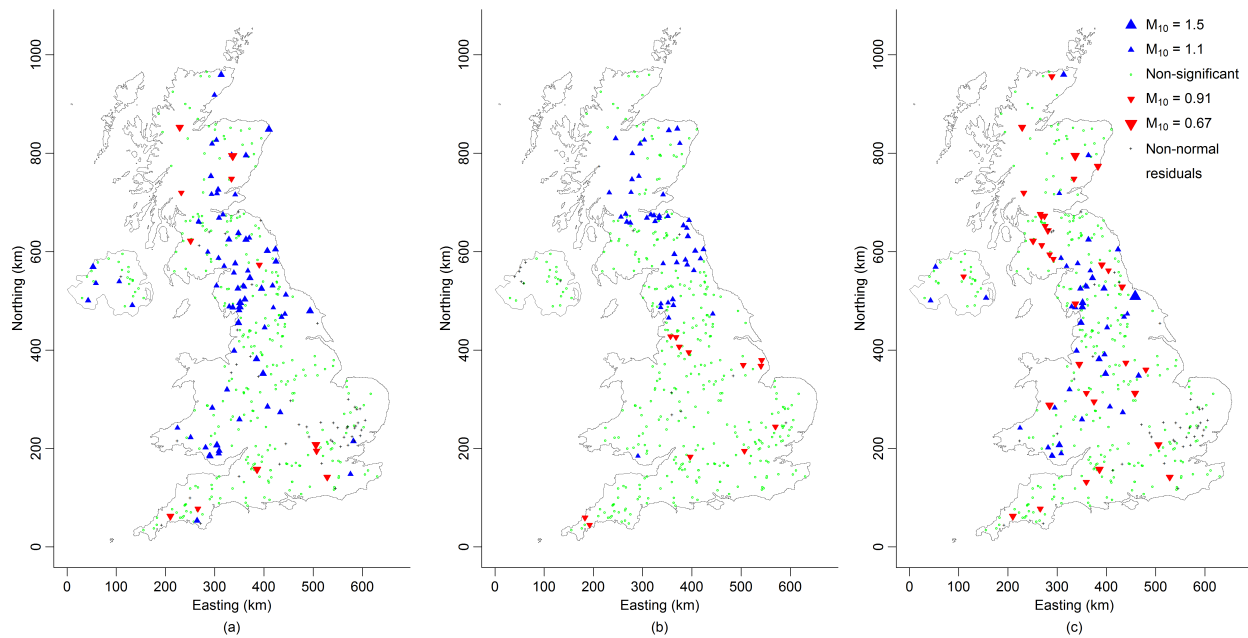 1000
800
600
400
200
0
Northing (km)
0 100 200 300 400 500 600
Easting (km)
(a)
1000
800
600
400
200
0
Northing (km)
0 100 200 300 400 500 600
Easting (km)
(b)
1000
800
600
400
200
0
Northing (km)
0 100 200 300 400 500 600
Easting (km)
(c)
M10 = 1.5
M10 = 1.1
Non-significant
M10 = 0.91
M10 = 0.67
Non-normal
residuals